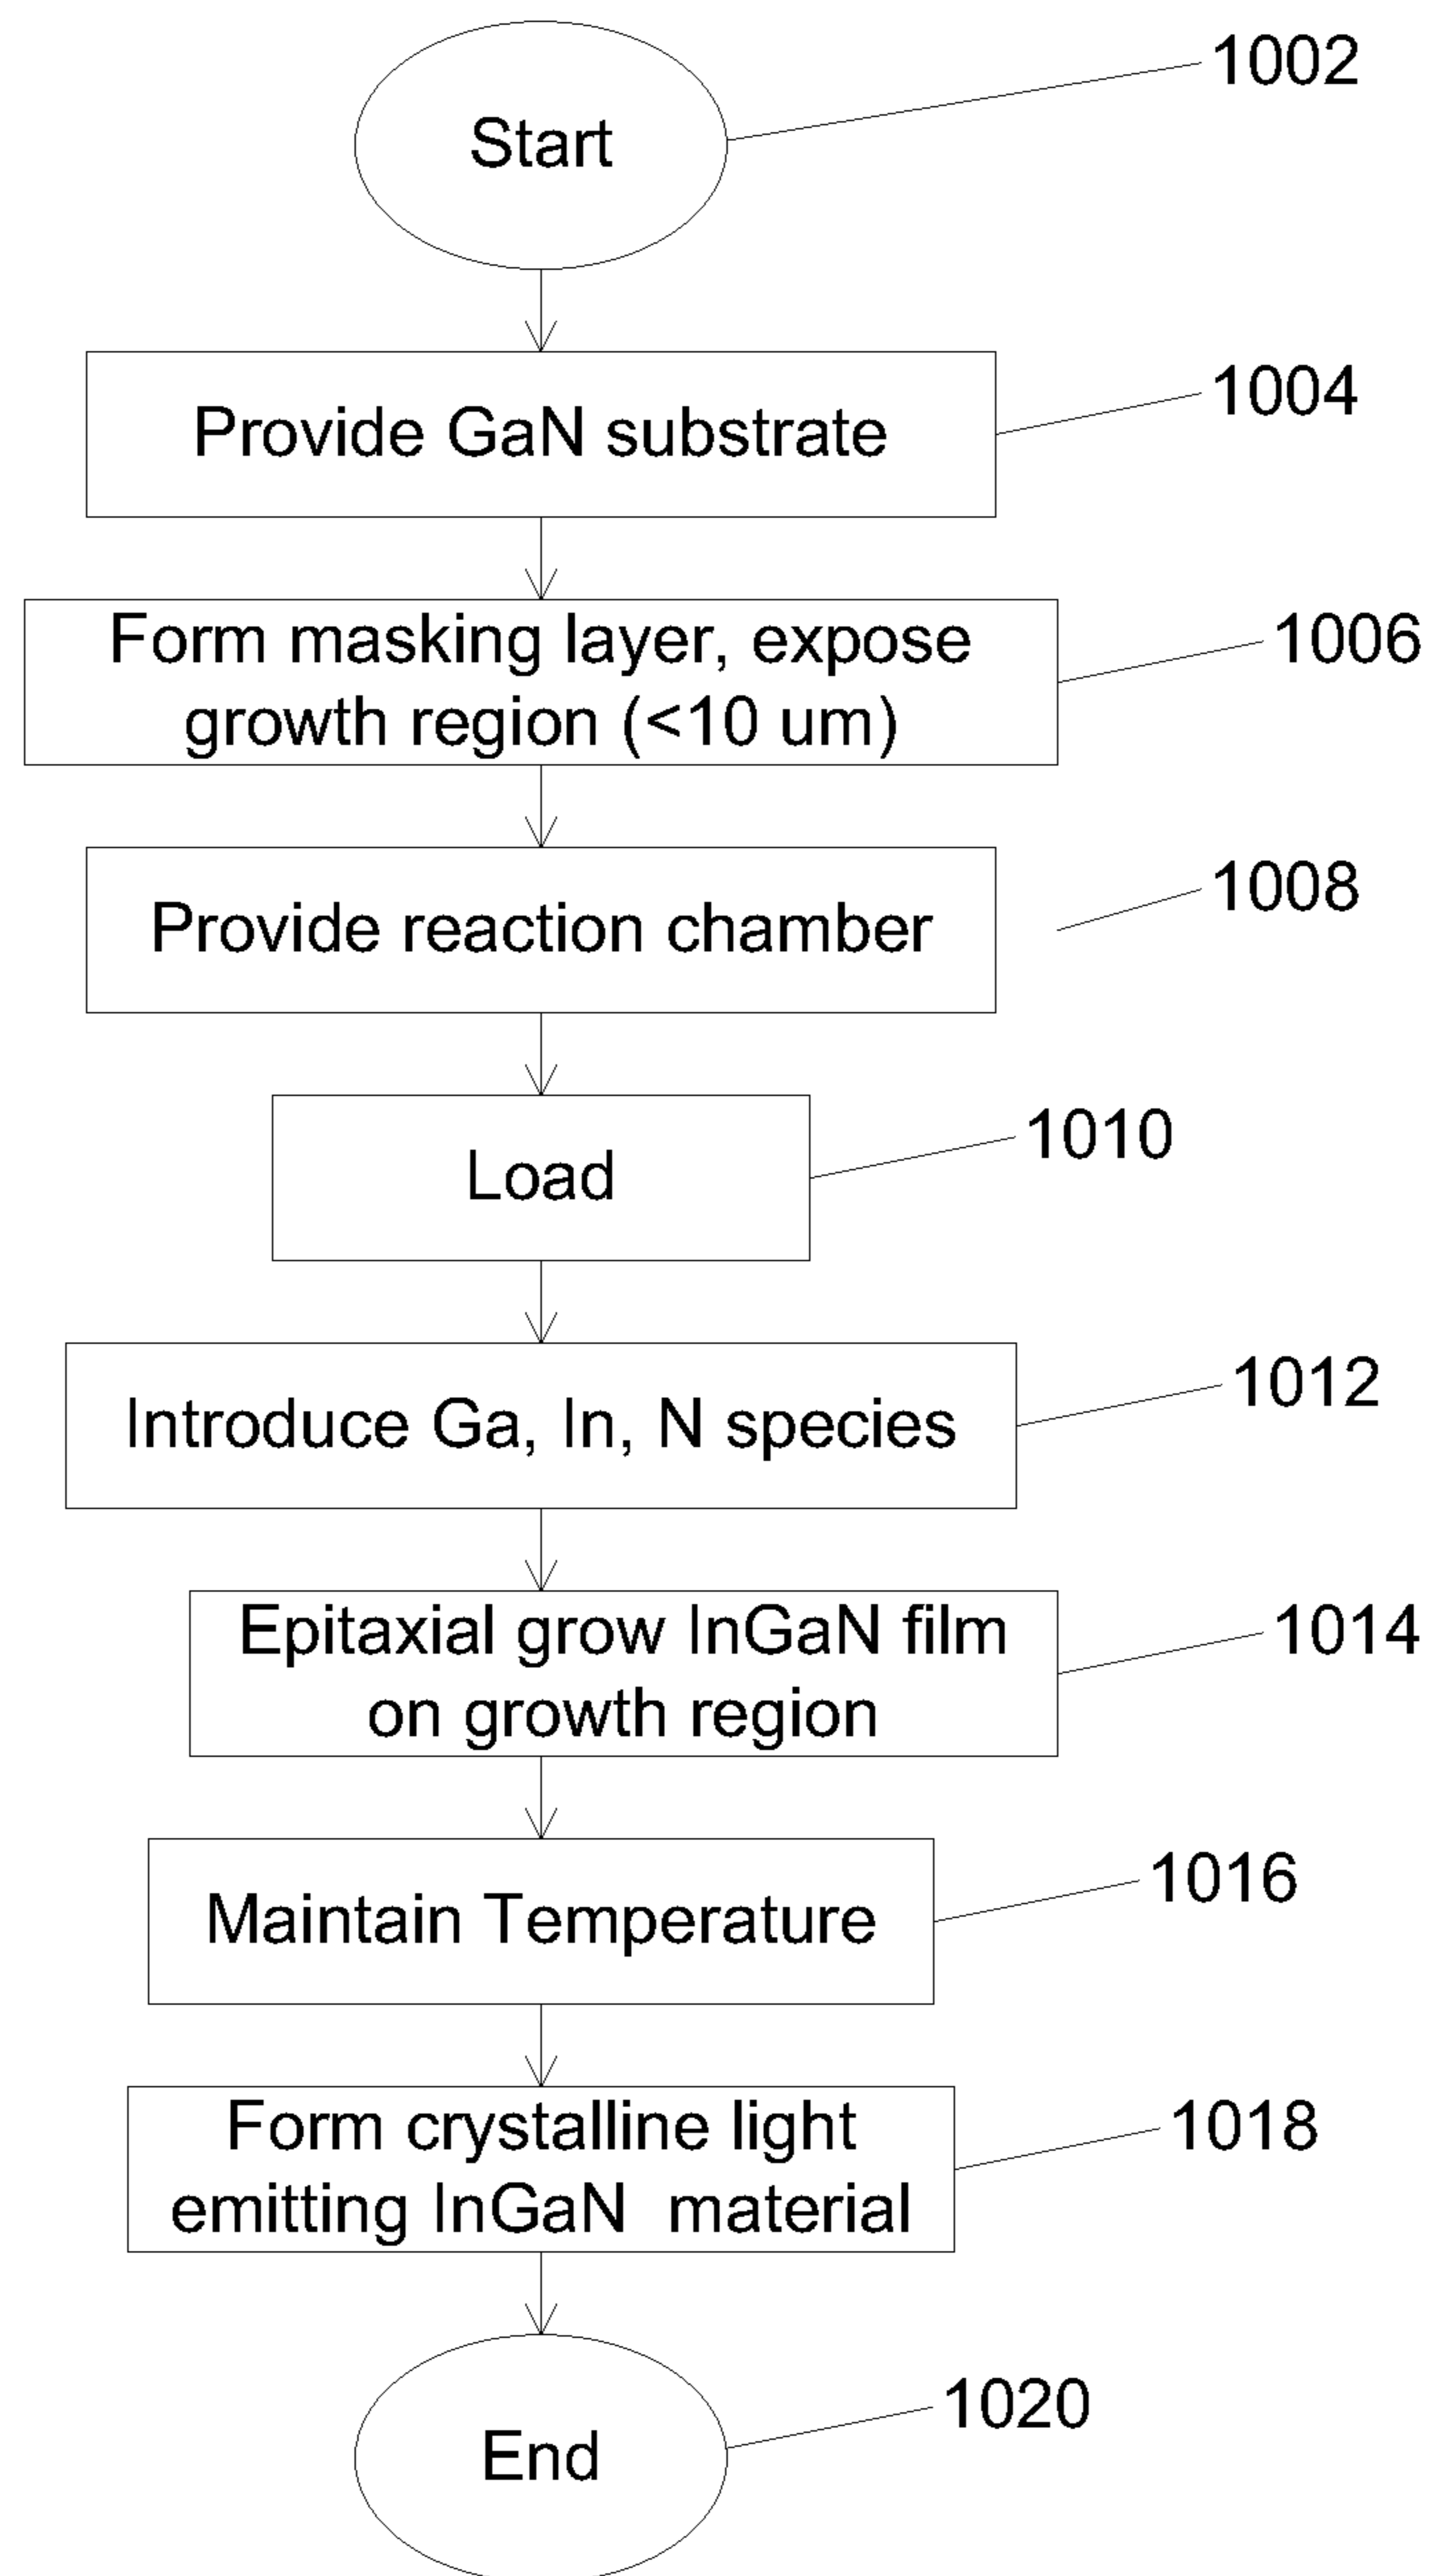 Start
1002
Provide GaN substrate
1004
Form masking layer, expose
growth region (<10 um)
1006
Provide reaction chamber
1008
Load
1010
Introduce Ga, In, N species
1012
Epitaxial grow InGaN film
on growth region
1014
Maintain Temperature
1016
Form crystalline light
emitting InGaN  material
1018
End
1020